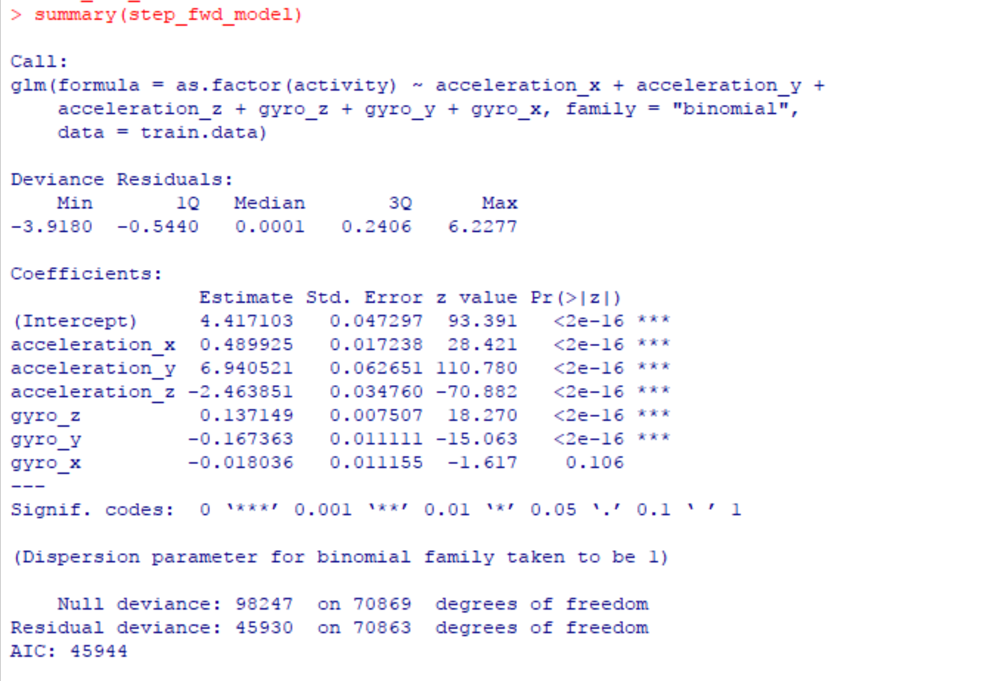 > summary(step_fwd_model)
Call:
glm(formula = as.factor(activity) ~ acceleration_x + acceleration_y +
    acceleration_z + gyro_z + gyro_y + gyro_x, family = "binomial",
    data = train.data)
Deviance Residuals:
    Min       1Q   Median       3Q      Max
-3.9180  -0.5440   0.0001   0.2406   6.2277
Coefficients:
                Estimate Std. Error z value Pr(>|z|)
(Intercept)     4.417103   0.047297  93.391   <2e-16 ***
acceleration_x  0.489925   0.017238  28.421   <2e-16 ***
acceleration_y  6.940521   0.062651 110.780   <2e-16 ***
acceleration_z -2.463851   0.034760 -70.882   <2e-16 ***
gyro_z          0.137149   0.007507  18.270   <2e-16 ***
gyro_y         -0.167363   0.011111 -15.063   <2e-16 ***
gyro_x         -0.018036   0.011155  -1.617    0.106
---
Signif. codes:  0 ‘***’ 0.001 ‘**’ 0.01 ‘*’ 0.05 ‘.’ 0.1 ‘ ’ 1
(Dispersion parameter for binomial family taken to be 1)
    Null deviance: 98247  on 70869  degrees of freedom
Residual deviance: 45930  on 70863  degrees of freedom
AIC: 45944